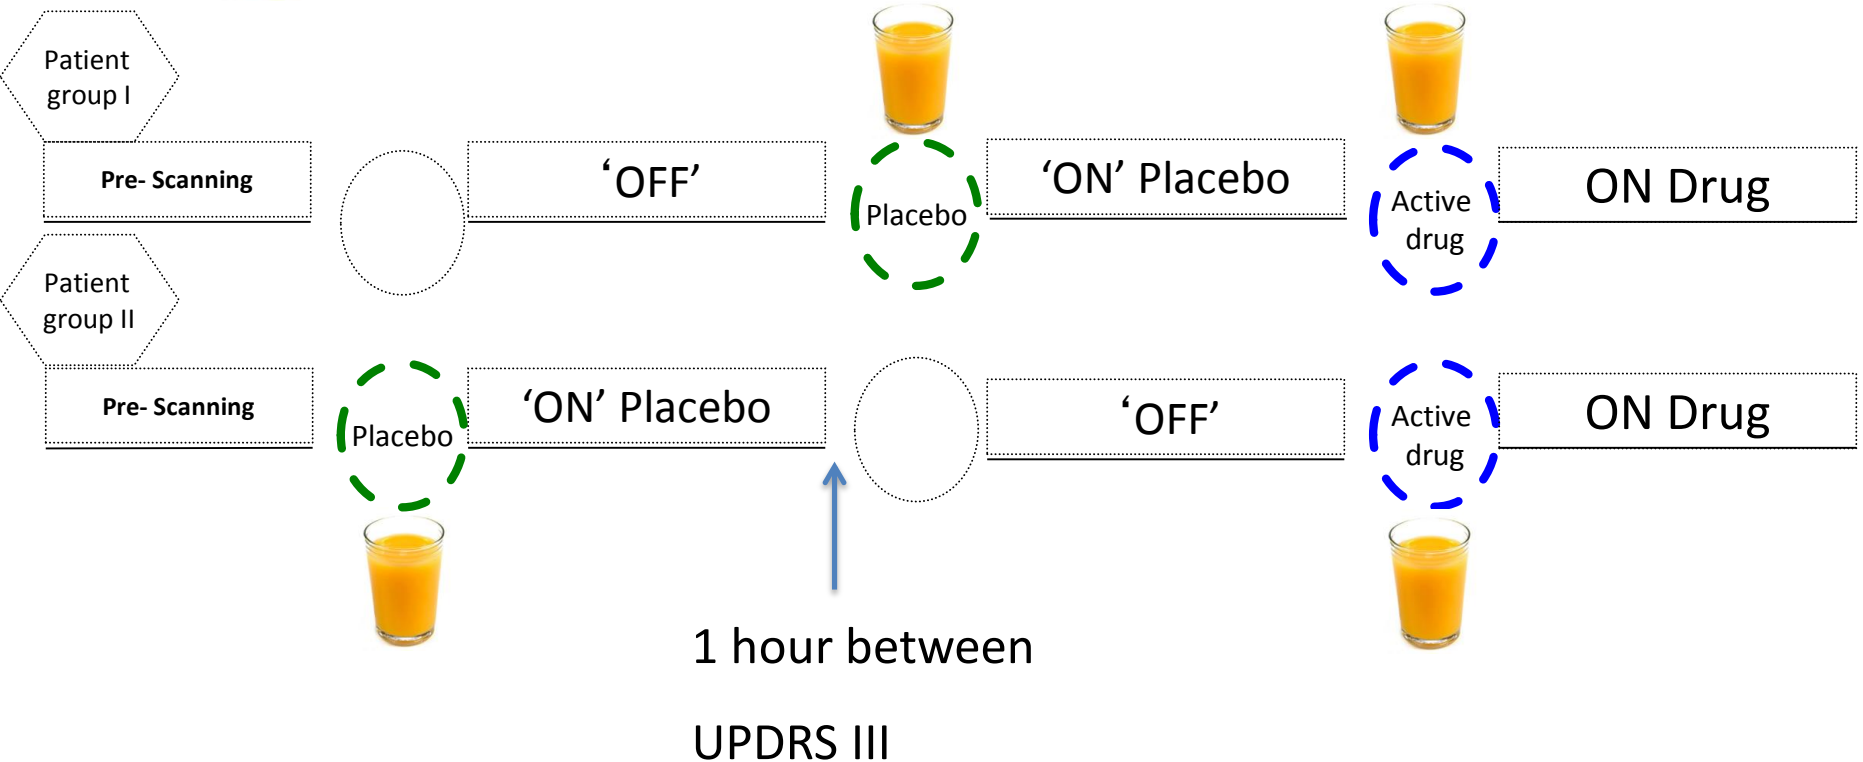 Patient
group I
Pre- Scanning
‘OFF’
Placebo
‘ON’ Placebo
Active
drug
ON Drug
Patient
group II
Pre- Scanning
Placebo
‘ON’ Placebo
‘OFF’
Active
drug
ON Drug
1 hour between
UPDRS III